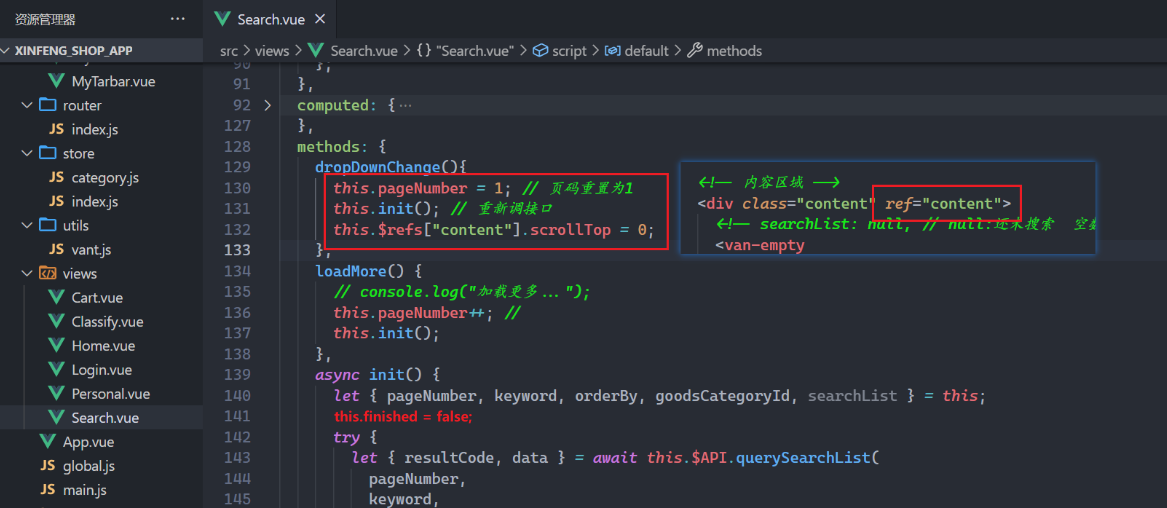 资源管理器 ···
XINFENG_SHOP_APP
MyTarbar.vue
router
JS index.js
store
JS category.js
JS index.js
utils
JS vant.js
views
Cart.vue
Classify.vue
Home.vue
Login.vue
Personal.vue
Search.vue
App.vue
JS global.js
JS main.js
Search.vue ×
src > views > Search.vue > {} "Search.vue" > script > default > methods
90 };
91 },
92 > computed: { ···
127 },
128 methods: {
129 dropDownChange(){
130 this.pageNumber = 1; // 页码重置为1
131 this.init(); // 重新调接口
132 this.$refs["content"].scrollTop = 0;
133 },
134 loadMore() {
135 // console.log("加载更多...");
136 this.pageNumber++; //
137 this.init();
138 },
139 async init() {
140 let { pageNumber, keyword, orderBy, goodsCategoryId, searchList } = this;
141 this.finished = false;
142 try {
143 let { resultCode, data } = await this.$API.querySearchList(
144 pageNumber,
145 keyword,
<!-- 内容区域 -->
<div class="content" ref="content">
<!-- searchList: null, // null:还未搜索 空数
<van-empty